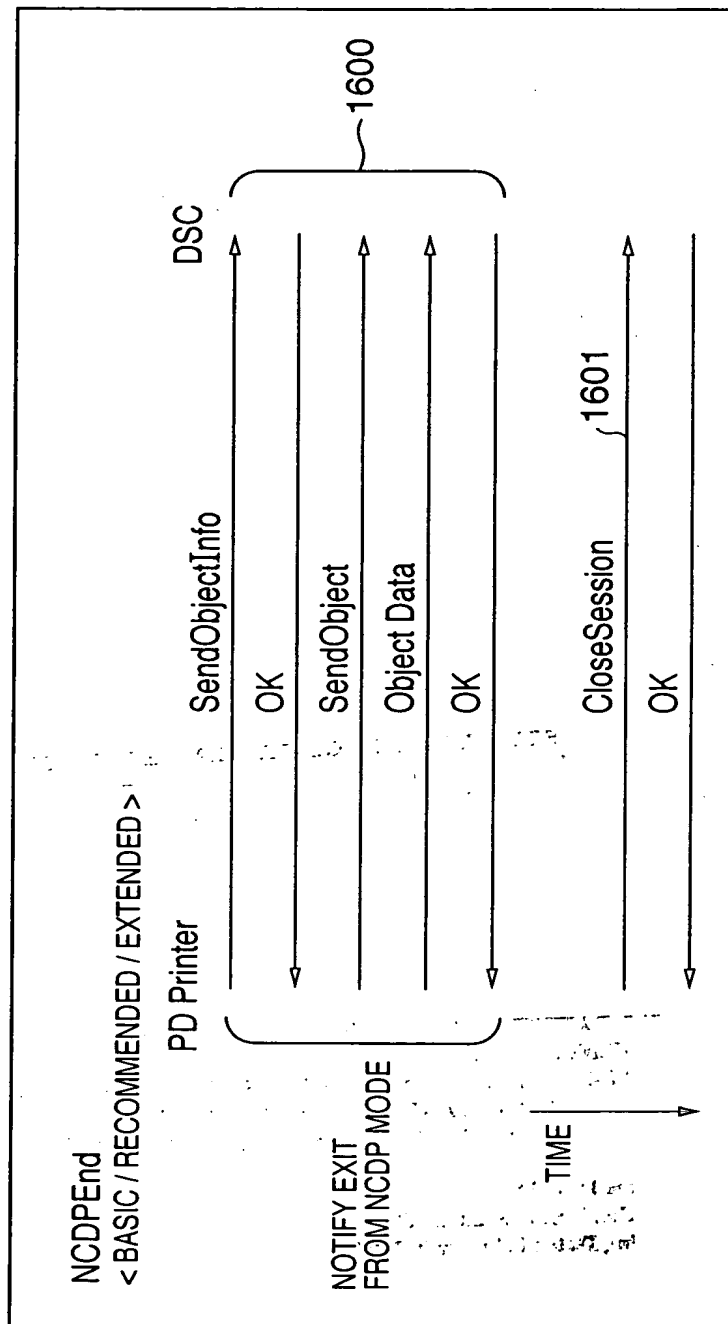 NCDPEnd
< BASIC / RECOMMENDED / EXTENDED >
PD Printer
DSC
SendObjectInfo
OK
SendObject
Object Data
OK
1600
NOTIFY EXIT
FROM NCDP MODE
CloseSession
1601
OK
TIME